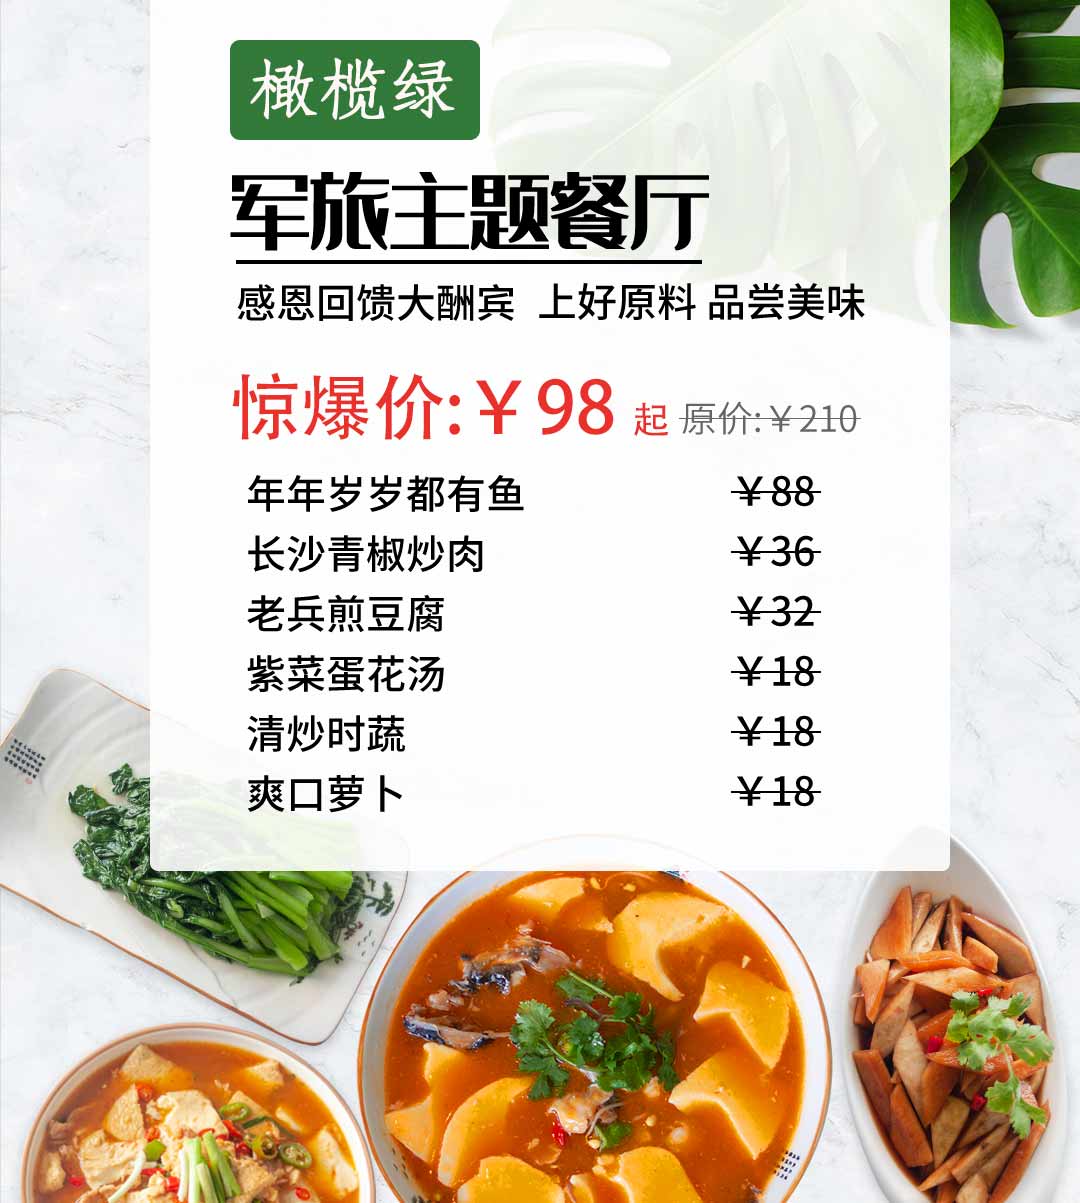 橄榄绿
军旅主题餐厅
感恩回馈大酬宾 上好原料 品尝美味
惊爆价:￥98 起 原价:￥210
年年岁岁都有鱼 ￥88
长沙青椒炒肉 ￥36
老兵煎豆腐 ￥32
紫菜蛋花汤 ￥18
清炒时蔬 ￥18
爽口萝卜 ￥18